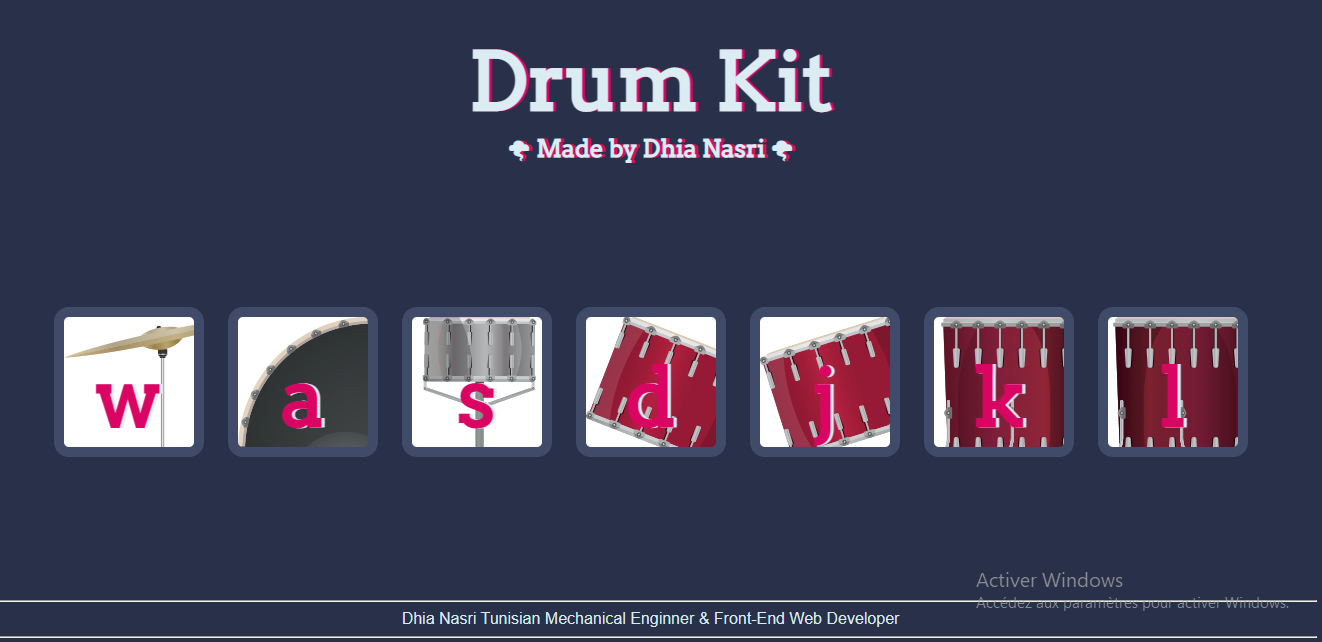 Drum Kit
Made by Dhia Nasri
w a s d j k l
Activer Windows
Accédez aux paramètres pour activer Windows.
Dhia Nasri Tunisian Mechanical Enginner & Front-End Web Developer